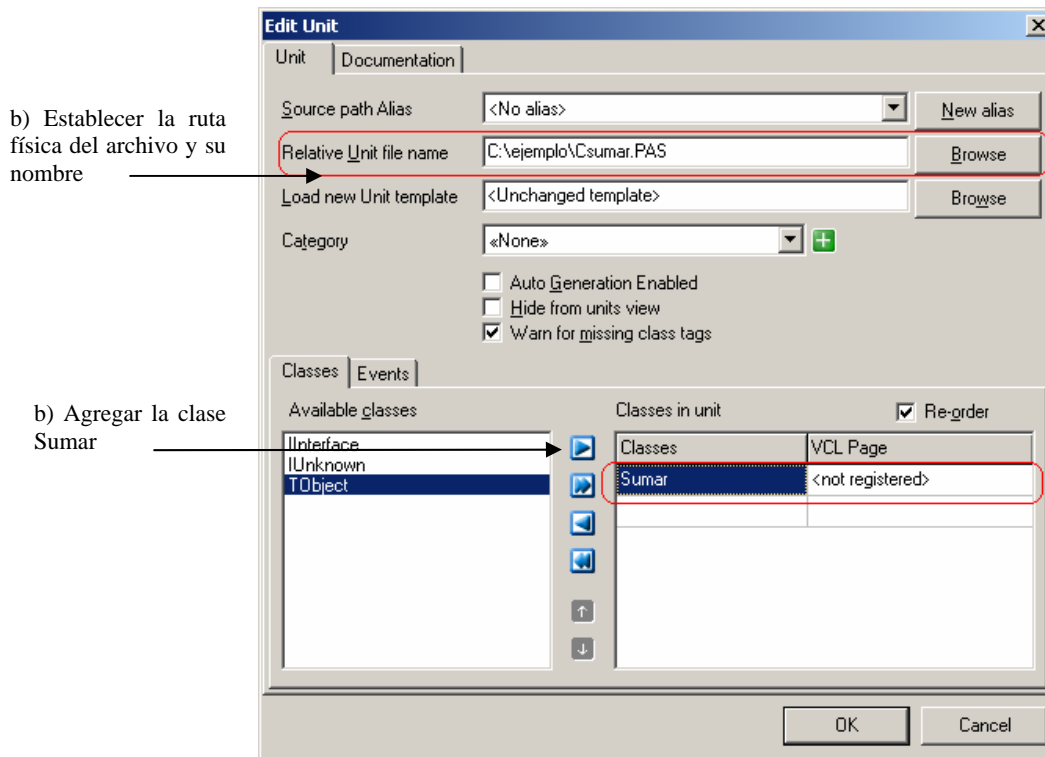 Edit Unit
Unit
Documentation
b) Establecer la ruta
física del archivo y su
nombre
Source path Alias
<No alias>
New alias
Relative Unit file name
C:\ejemplo\Csumar.PAS
Browse
Load new Unit template
<Unchanged template>
Browse
Category
«None»
Auto Generation Enabled
Hide from units view
Warn for missing class tags
Classes
Events
b) Agregar la clase
Sumar
Available classes
Classes in unit
Re-order
IInterface
IUnknown
TObject
Classes
VCL Page
Sumar
<not registered>
OK
Cancel